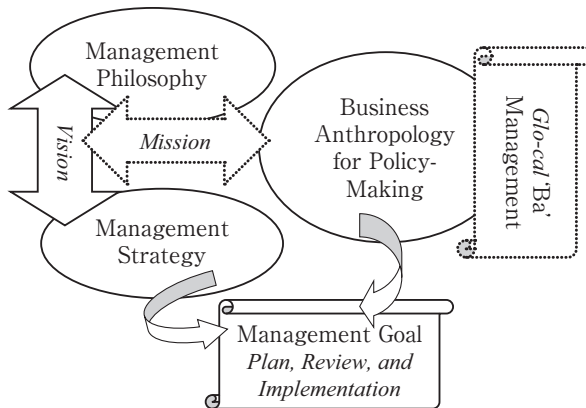 Management
Philosophy
Vision
Mission
Business
Anthropology
for Policy-
Making
Glo-cal 'Ba'
Management
Management
Strategy
Management Goal
Plan, Review, and
Implementation